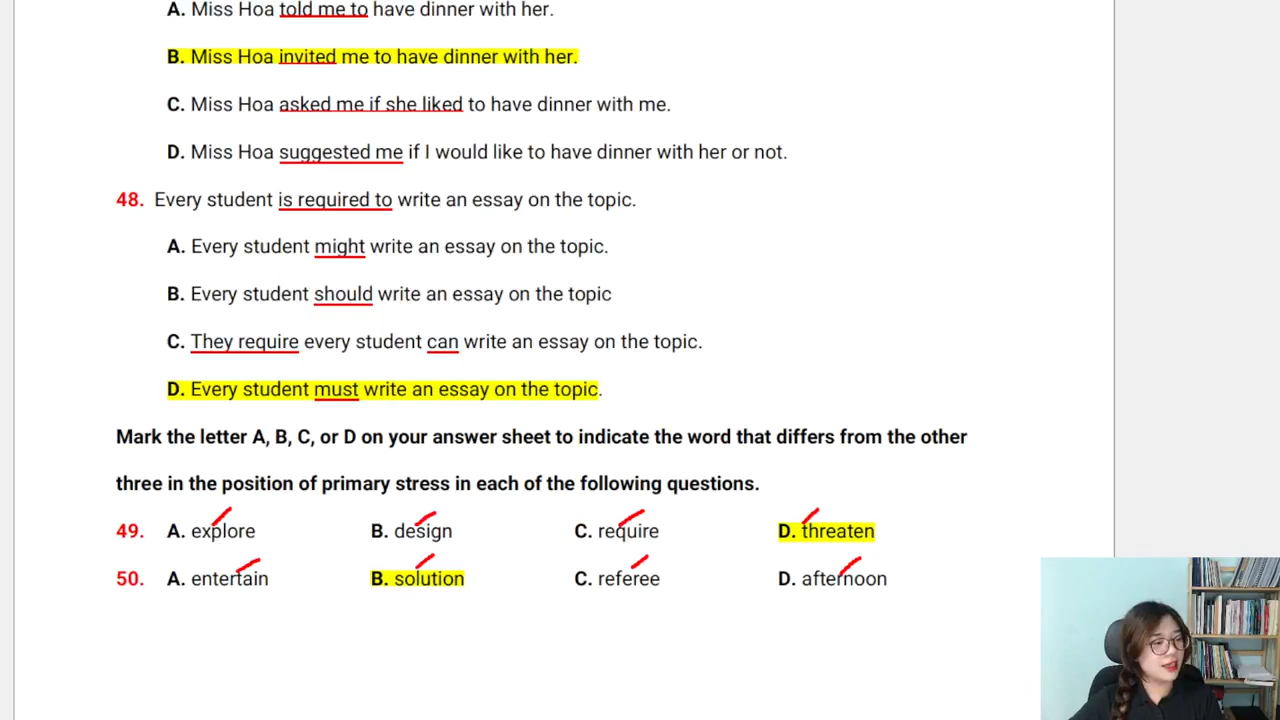 A. Miss Hoa told me to have dinner with her.
B. Miss Hoa invited me to have dinner with her.
C. Miss Hoa asked me if she liked to have dinner with me.
D. Miss Hoa suggested me if I would like to have dinner with her or not.
48. Every student is required to write an essay on the topic.
A. Every student might write an essay on the topic.
B. Every student should write an essay on the topic
C. They require every student can write an essay on the topic.
D. Every student must write an essay on the topic.
Mark the letter A, B, C, or D on your answer sheet to indicate the word that differs from the other
three in the position of primary stress in each of the following questions.
49. A. explore B. design C. require D. threaten
50. A. entertain B. solution C. referee D. afternoon